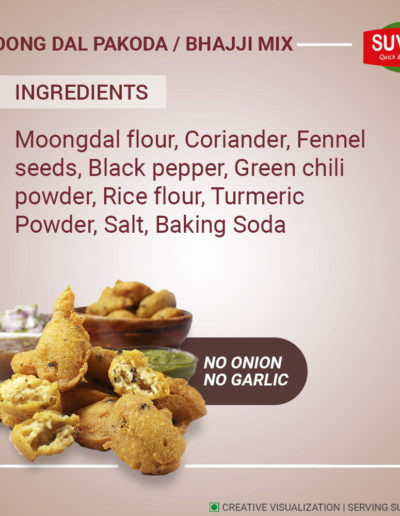 OONG DAL PAKODA / BHAJJI MIX
SUV
Quick &
INGREDIENTS
Moongdal flour, Coriander, Fennel
seeds, Black pepper, Green chili
powder, Rice flour, Turmeric
Powder, Salt, Baking Soda
NO ONION
NO GARLIC
CREATIVE VISUALIZATION | SERVING SU